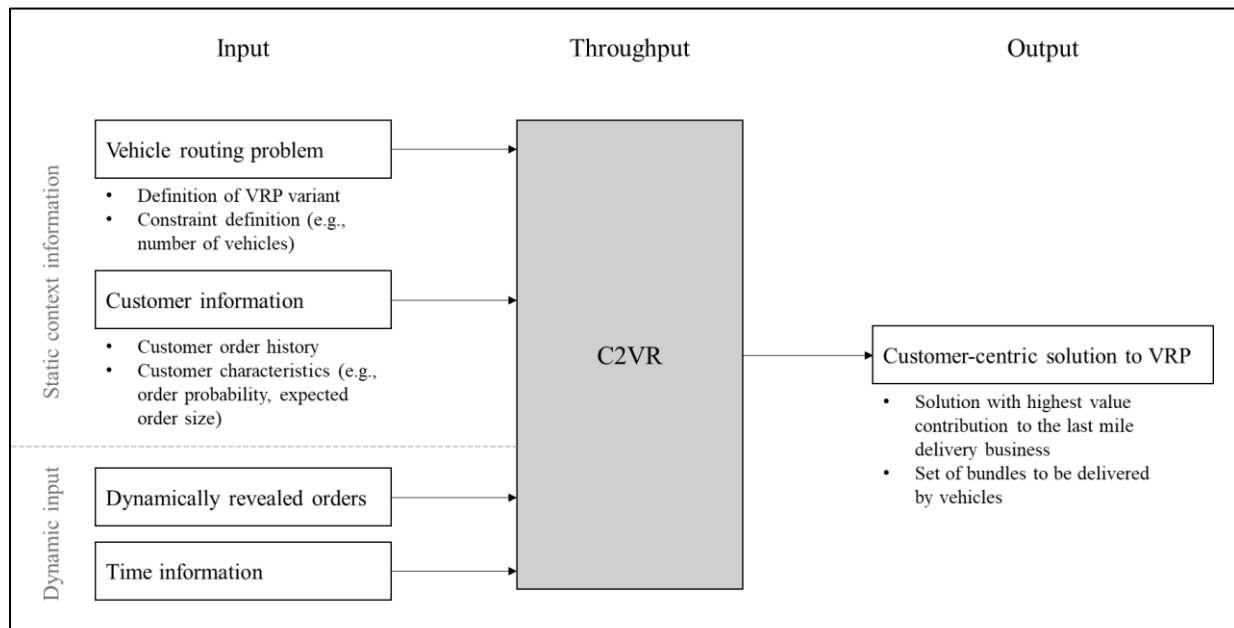 Input
Throughput
Output
Static context information
Vehicle routing problem
• Definition of VRP variant
• Constraint definition (e.g.,
number of vehicles)
Customer information
• Customer order history
• Customer characteristics (e.g.,
order probability, expected
order size)
Dynamic input
Dynamically revealed orders
Time information
C2VR
Customer-centric solution to VRP
• Solution with highest value
contribution to the last mile
delivery business
• Set of bundles to be delivered
by vehicles